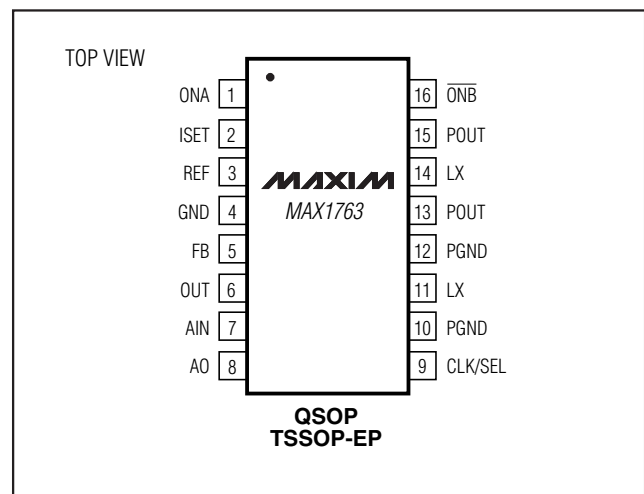 TOP VIEW
ONA 1
ISET 2
REF 3
GND 4
FB 5
OUT 6
AIN 7
AO 8
MAXIM
MAX1763
16 O̅N̅B̅
15 POUT
14 LX
13 POUT
12 PGND
11 LX
10 PGND
9 CLK/SEL
QSOP
TSSOP-EP